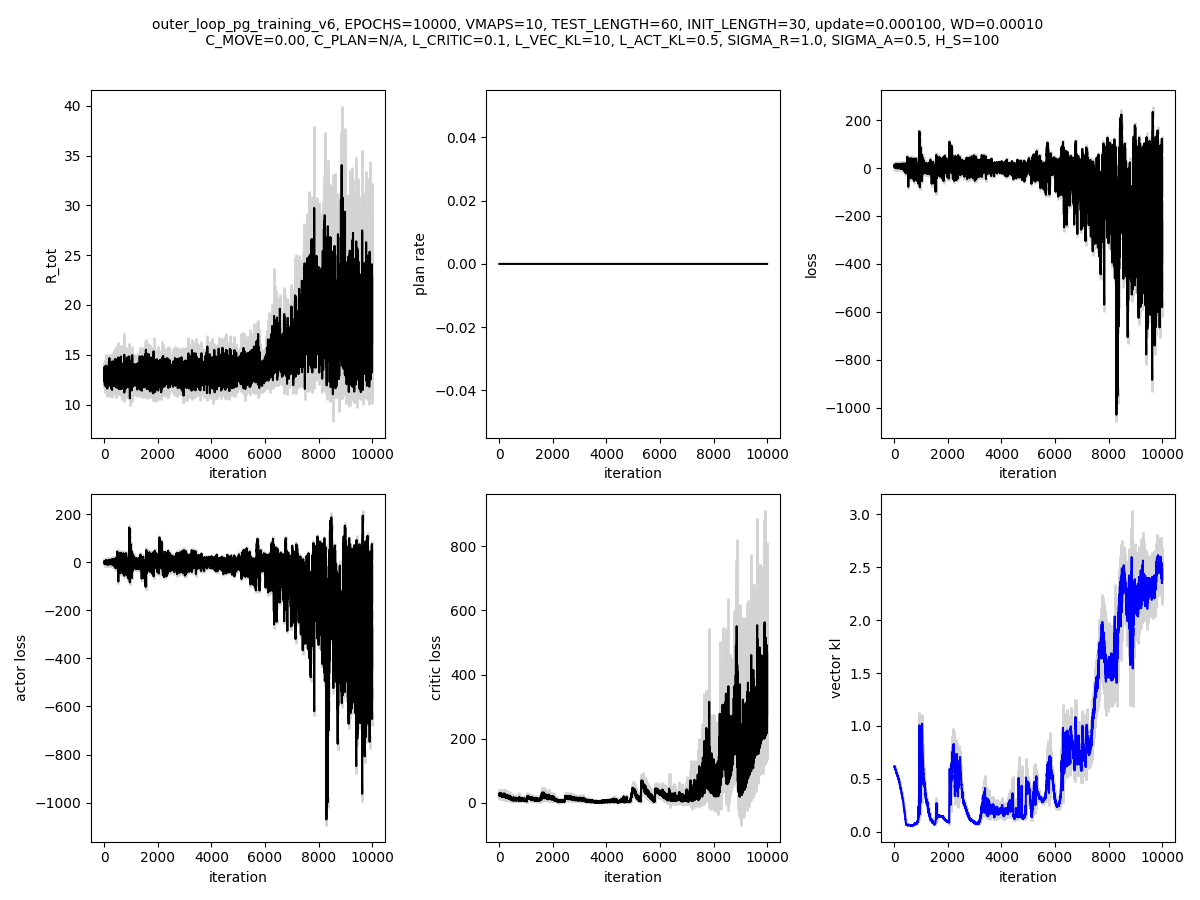 outer_loop_pg_training_v6, EPOCHS=10000, VMAPS=10, TEST_LENGTH=60, INIT_LENGTH=30, update=0.000100, WD=0.00010
C_MOVE=0.00, C_PLAN=N/A, L_CRITIC=0.1, L_VEC_KL=10, L_ACT_KL=0.5, SIGMA_R=1.0, SIGMA_A=0.5, H_S=100
40
35
30
25
20
15
10
R_tot
0 2000 4000 6000 8000 10000
iteration
0.04
0.02
0.00
−0.02
−0.04
plan rate
0 2000 4000 6000 8000 10000
iteration
200
0
−200
−400
−600
−800
−1000
loss
0 2000 4000 6000 8000 10000
iteration
200
0
−200
−400
−600
−800
−1000
actor loss
0 2000 4000 6000 8000 10000
iteration
800
600
400
200
0
critic loss
0 2000 4000 6000 8000 10000
iteration
3.0
2.5
2.0
1.5
1.0
0.5
0.0
vector kl
0 2000 4000 6000 8000 10000
iteration